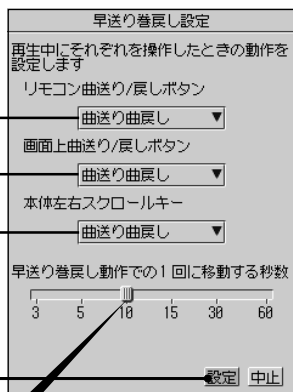 早送り巻戻し設定
再生中にそれぞれを操作したときの動作を
設定します
リモコン曲送り/戻しボタン
曲送り曲戻し ▼
画面上曲送り/戻しボタン
曲送り曲戻し ▼
本体左右スクロールキー
曲送り曲戻し ▼
早送り巻戻し動作での1回に移動する秒数
3 5 10 15 30 60
設定 中止